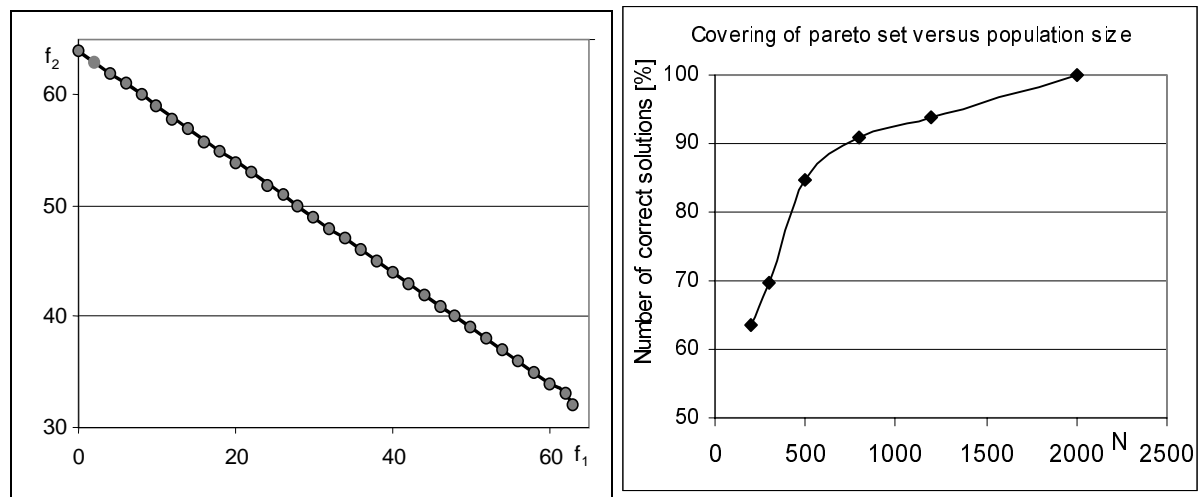 f2
60
50
40
30
0 20 40 60 f1
Covering of pareto set versus population size
Number of correct solutions [%]
100
90
80
70
60
50
0 500 1000 1500 2000 N 2500